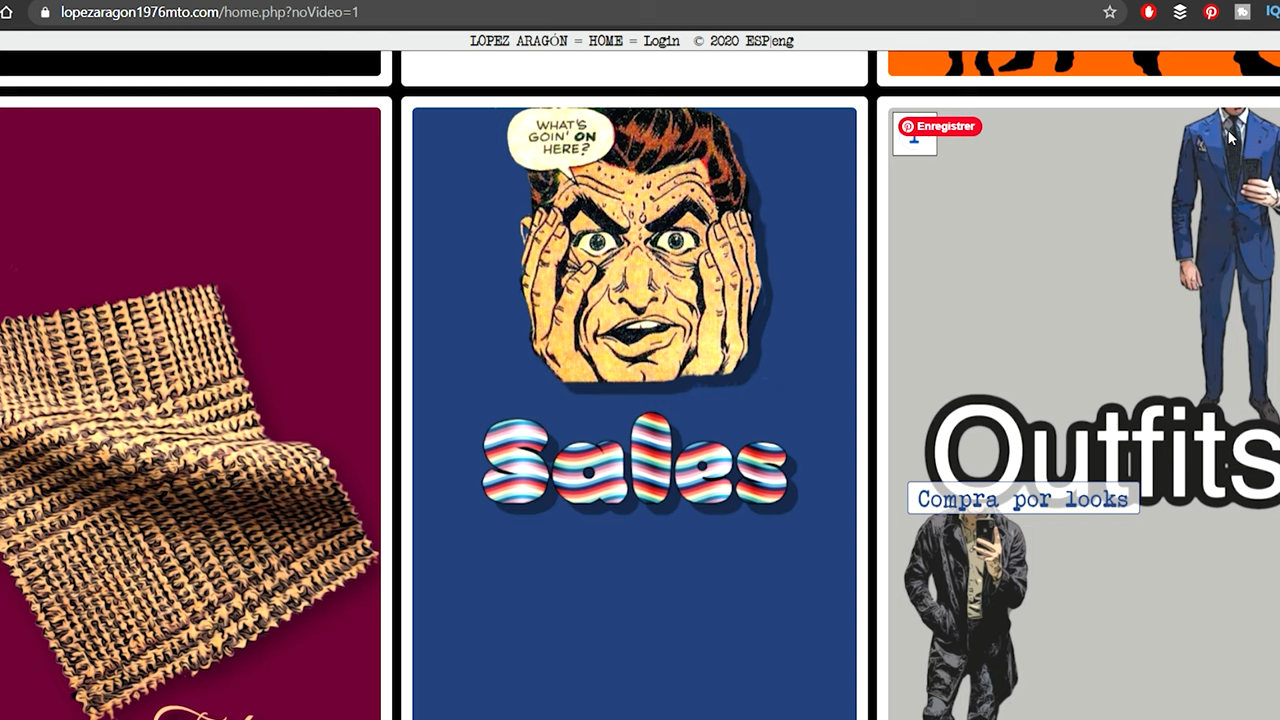 lopezaragon1976mto.com/home.php?noVideo=1
LOPEZ ARAGÓN = HOME = Login © 2020 ESP|eng
WHAT'S
GOIN' ON
HERE?
Sales
Enregistrer
Outfits
Compra por looks